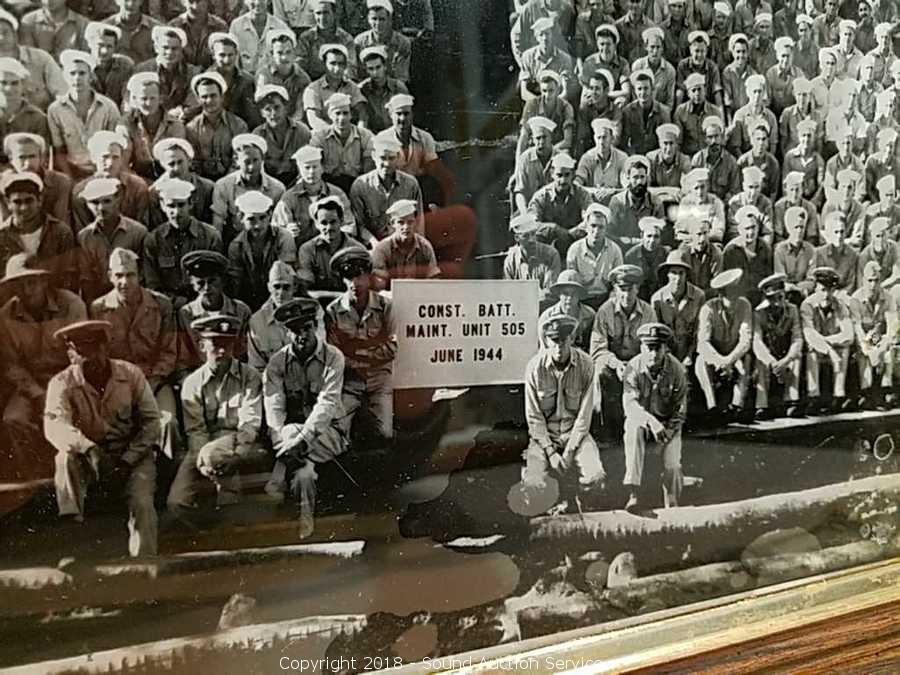 CONST. BATT.
MAINT. UNIT 505
JUNE 1944
Copyright 2018 - Sound Auction Service